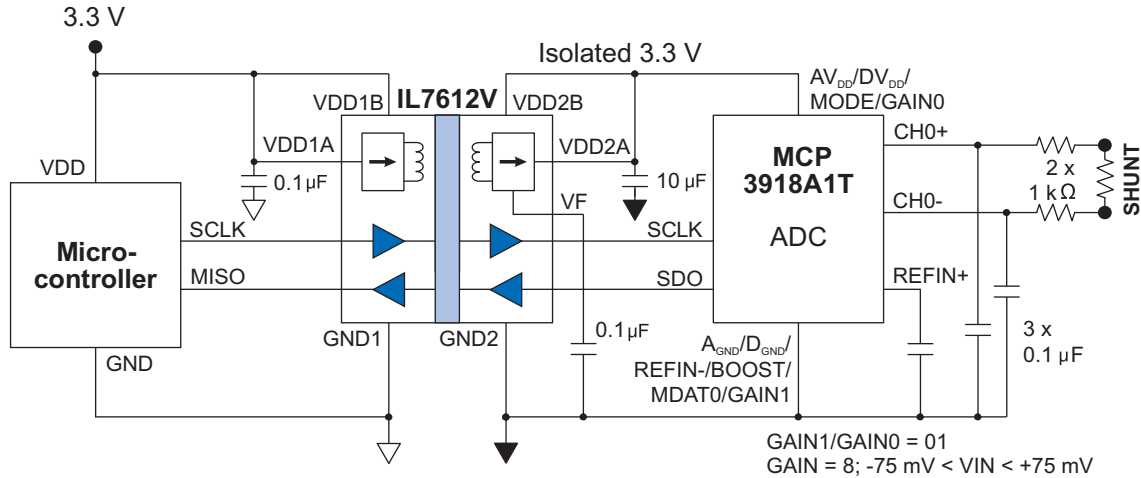 3.3 V
Isolated 3.3 V
AVDD/DVDD/
MODE/GAIN0
VDD1B
IL7612V
VDD2B
VDD1A
VDD2A
CH0+
MCP
3918A1T
ADC
2 x
1 kΩ
SHUNT
VDD
0.1 µF
10 µF
VF
CH0-
Micro-
controller
SCLK
SCLK
MISO
SDO
REFIN+
GND1
GND2
0.1 µF
GND
AGND/DGND/
REFIN-/BOOST/
MDAT0/GAIN1
3 x
0.1 µF
GAIN1/GAIN0 = 01
GAIN = 8; -75 mV < VIN < +75 mV